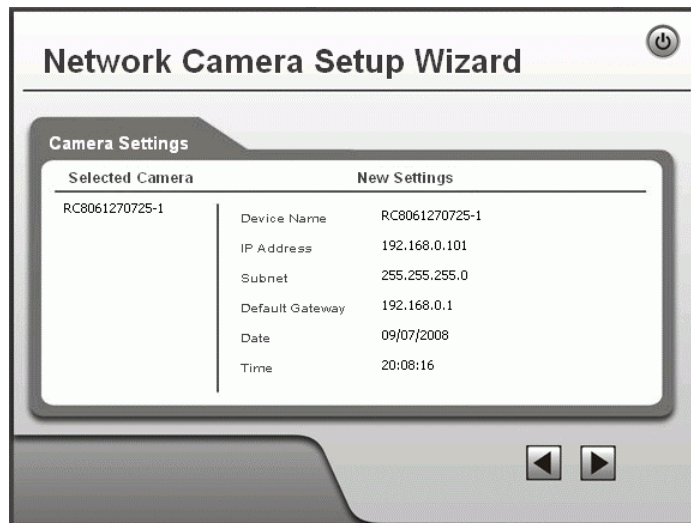 Network Camera Setup Wizard
Camera Settings
Selected Camera
New Settings
RC8061270725-1
Device Name RC8061270725-1
IP Address 192.168.0.101
Subnet 255.255.255.0
Default Gateway 192.168.0.1
Date 09/07/2008
Time 20:08:16